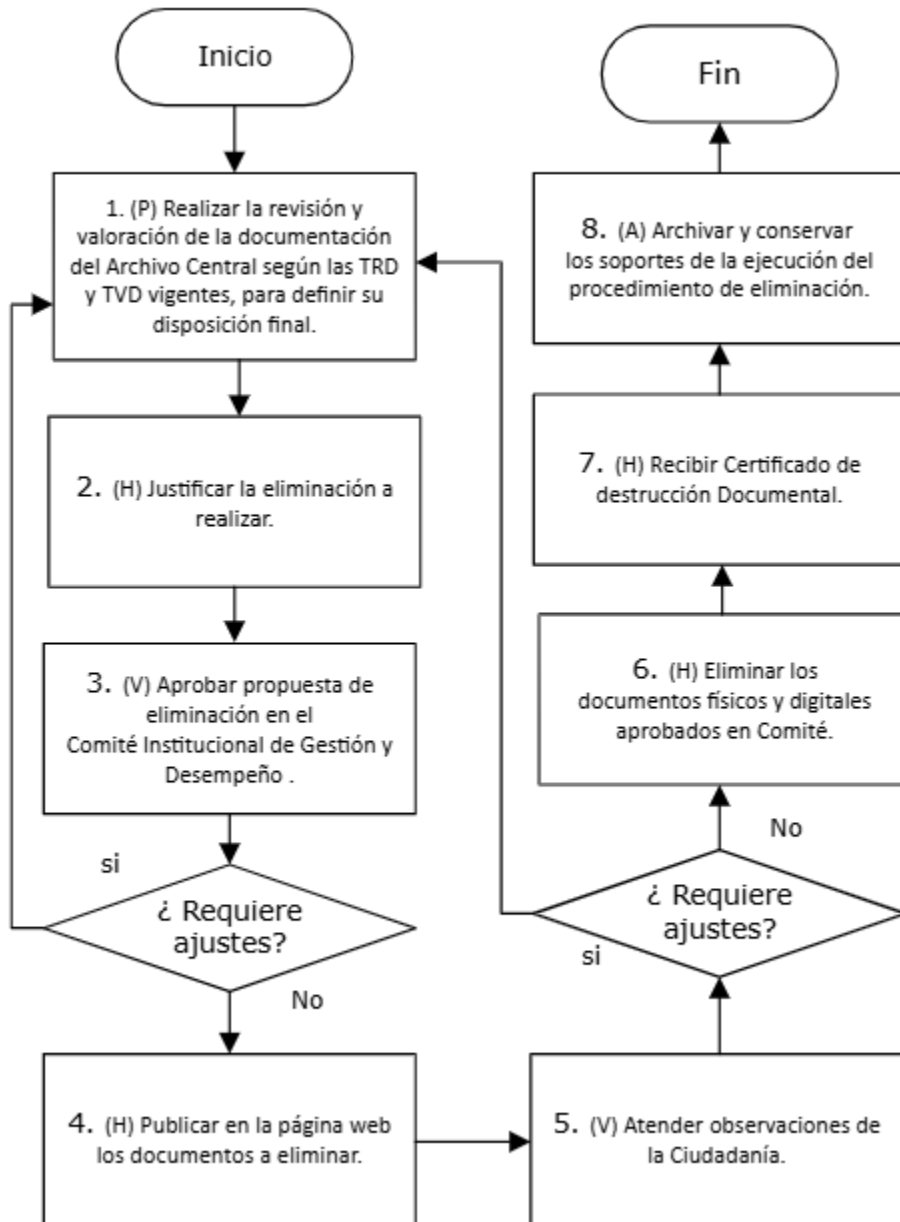 Inicio
1. (P) Realizar la revisión y
valoración de la documentación
del Archivo Central según las TRD
y TVD vigentes, para definir su
disposición final.
2. (H) Justificar la eliminación a
realizar.
3. (V) Aprobar propuesta de
eliminación en el
Comité Institucional de Gestión y
Desempeño .
si
¿ Requiere
ajustes?
No
4. (H) Publicar en la página web
los documentos a eliminar.
5. (V) Atender observaciones de
la Ciudadanía.
si
¿ Requiere
ajustes?
No
6. (H) Eliminar los
documentos físicos y digitales
aprobados en Comité.
7. (H) Recibir Certificado de
destrucción Documental.
8. (A) Archivar y conservar
los soportes de la ejecución del
procedimiento de eliminación.
Fin